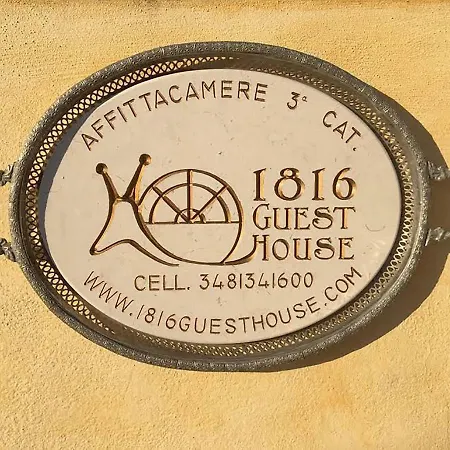 AFFITTACAMERE 3ª CAT.
1816
GUEST
HOUSE
CELL. 3481341600
WWW.1816GUESTHOUSE.COM